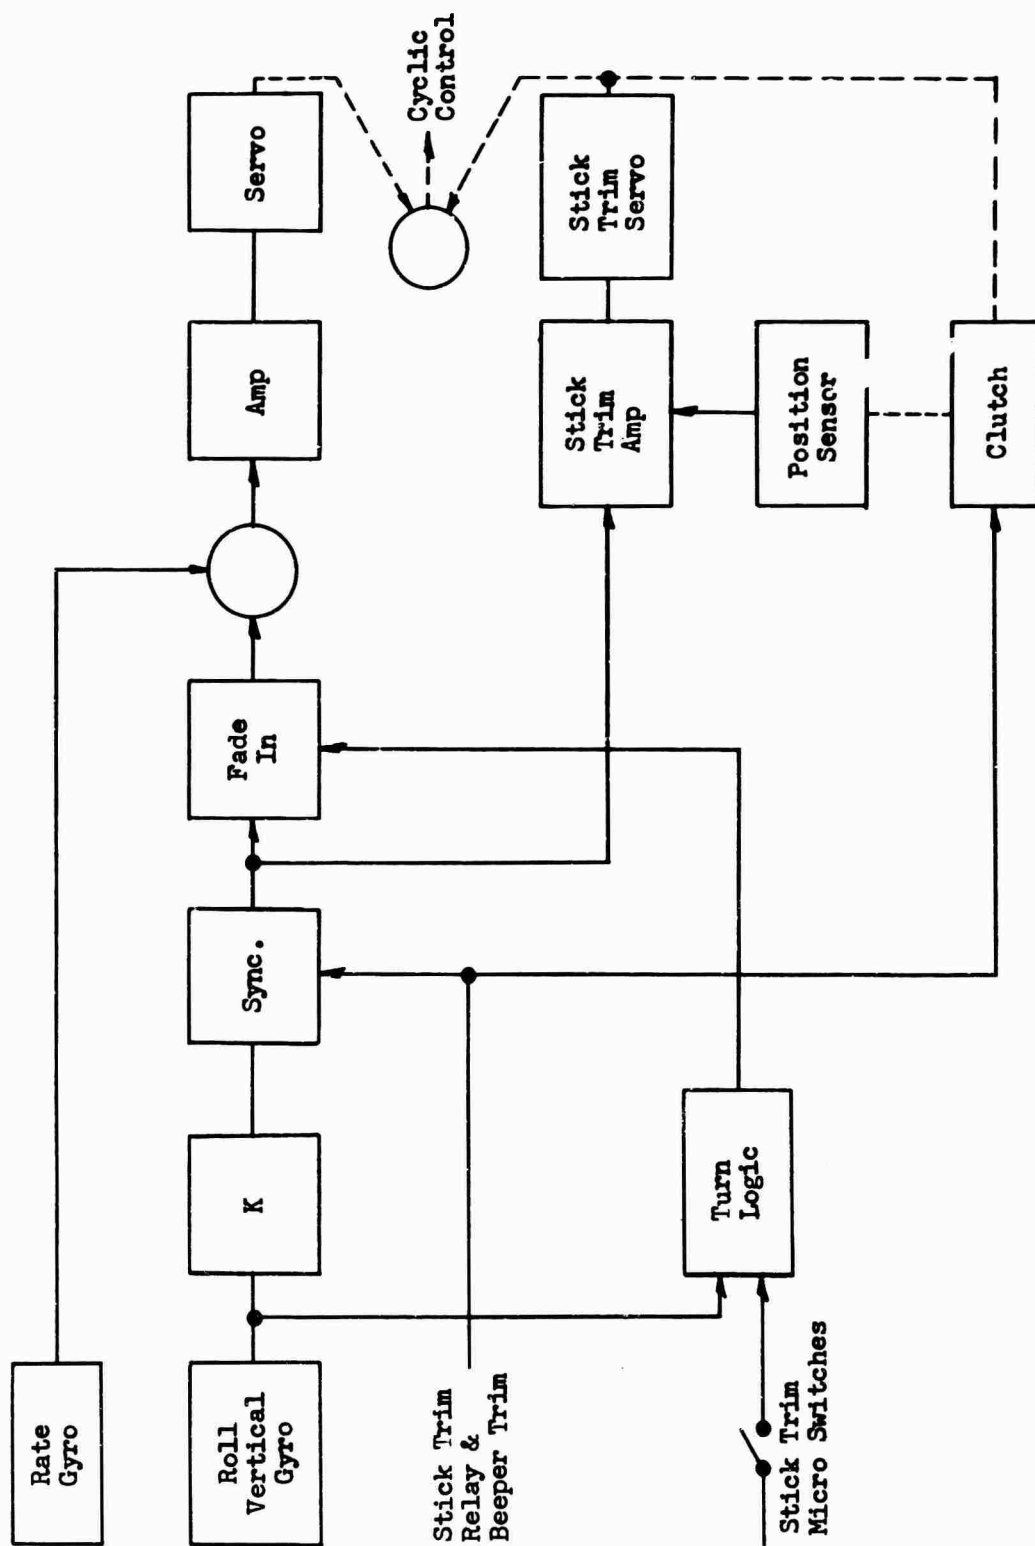 Rate
Gyro
Roll
Vertical
Gyro
K
Sync.
Fade
In
Amp
Servo
Cyclic
Control
Stick Trim
Relay &
Beeper Trim
Stick
Trim
Amp
Stick
Trim
Servo
Turn
Logic
Position
Sensor
Stick Trim
Micro Switches
Clutch